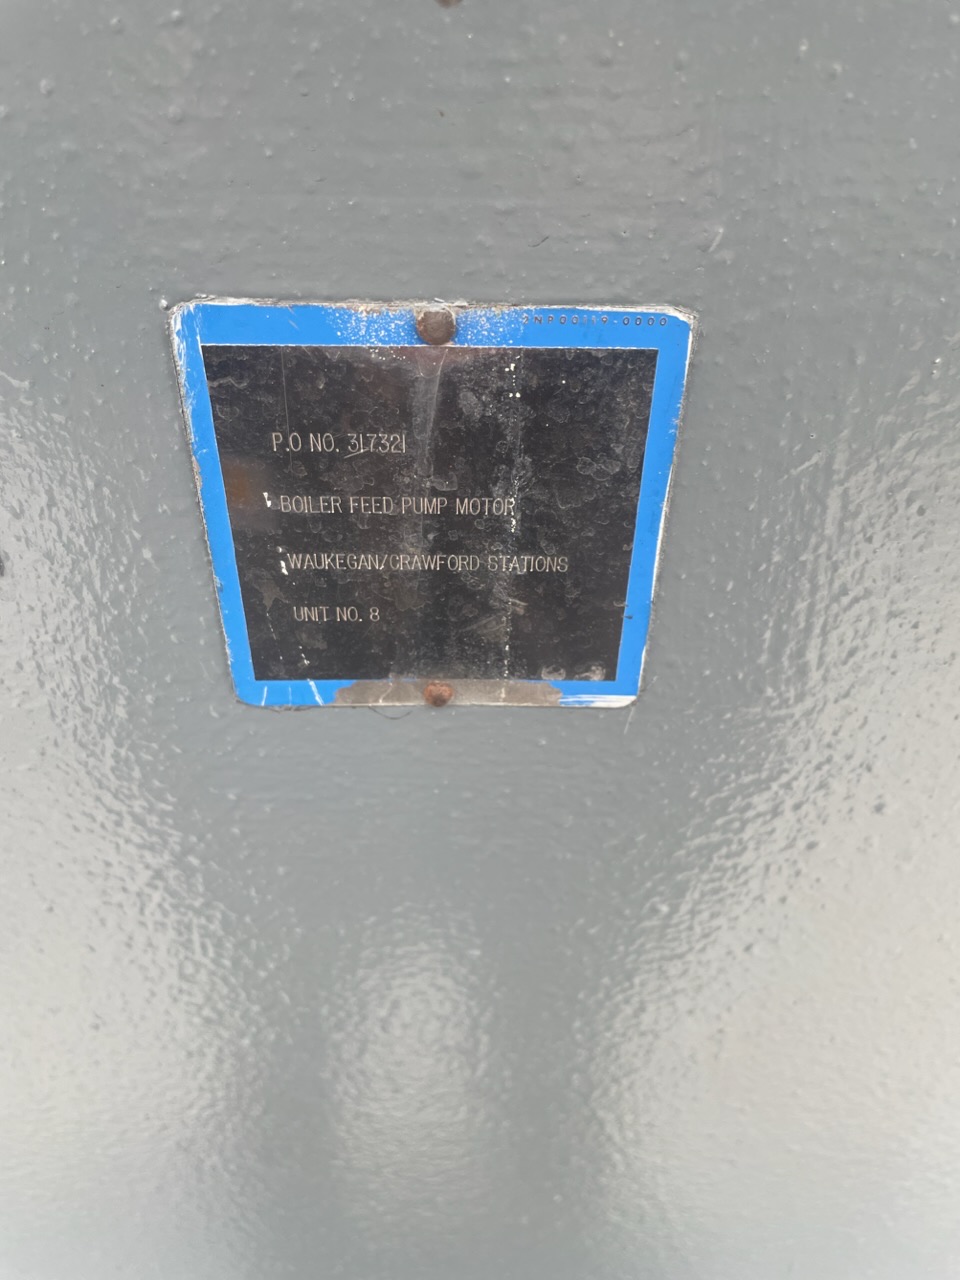 P.O NO. 317321
BOILER FEED PUMP MOTOR
WAUKEGAN/CRAWFORD STATIONS
UNIT NO. 8